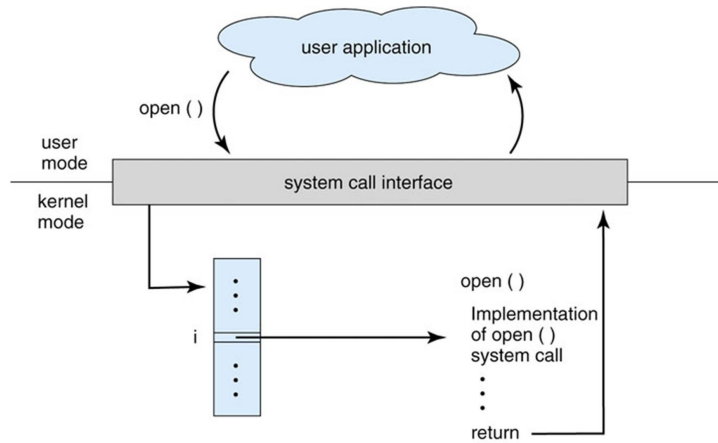 user application
open ( )
user
mode
system call interface
kernel
mode
open ( )
i
Implementation
of open ( )
system call
return